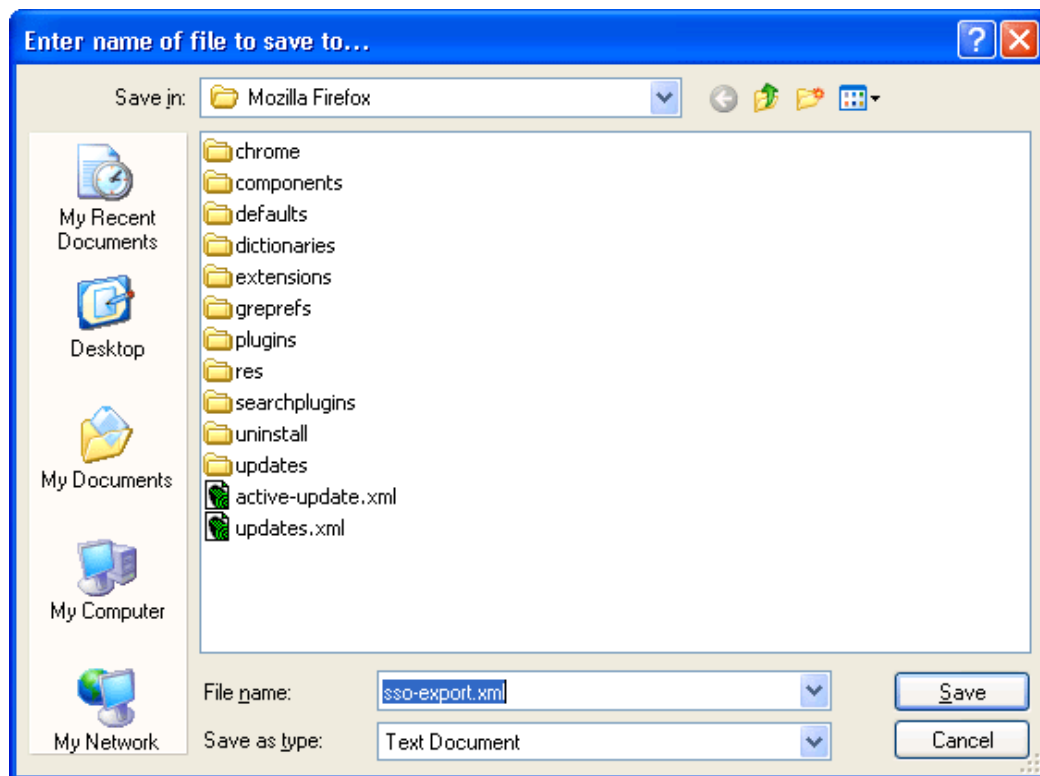 Enter name of file to save to...
Save in: Mozilla Firefox
My Recent
Documents
Desktop
My Documents
My Computer
My Network
chrome
components
defaults
dictionaries
extensions
greprefs
plugins
res
searchplugins
uninstall
updates
active-update.xml
updates.xml
File name: sso-export.xml Save
Save as type: Text Document Cancel